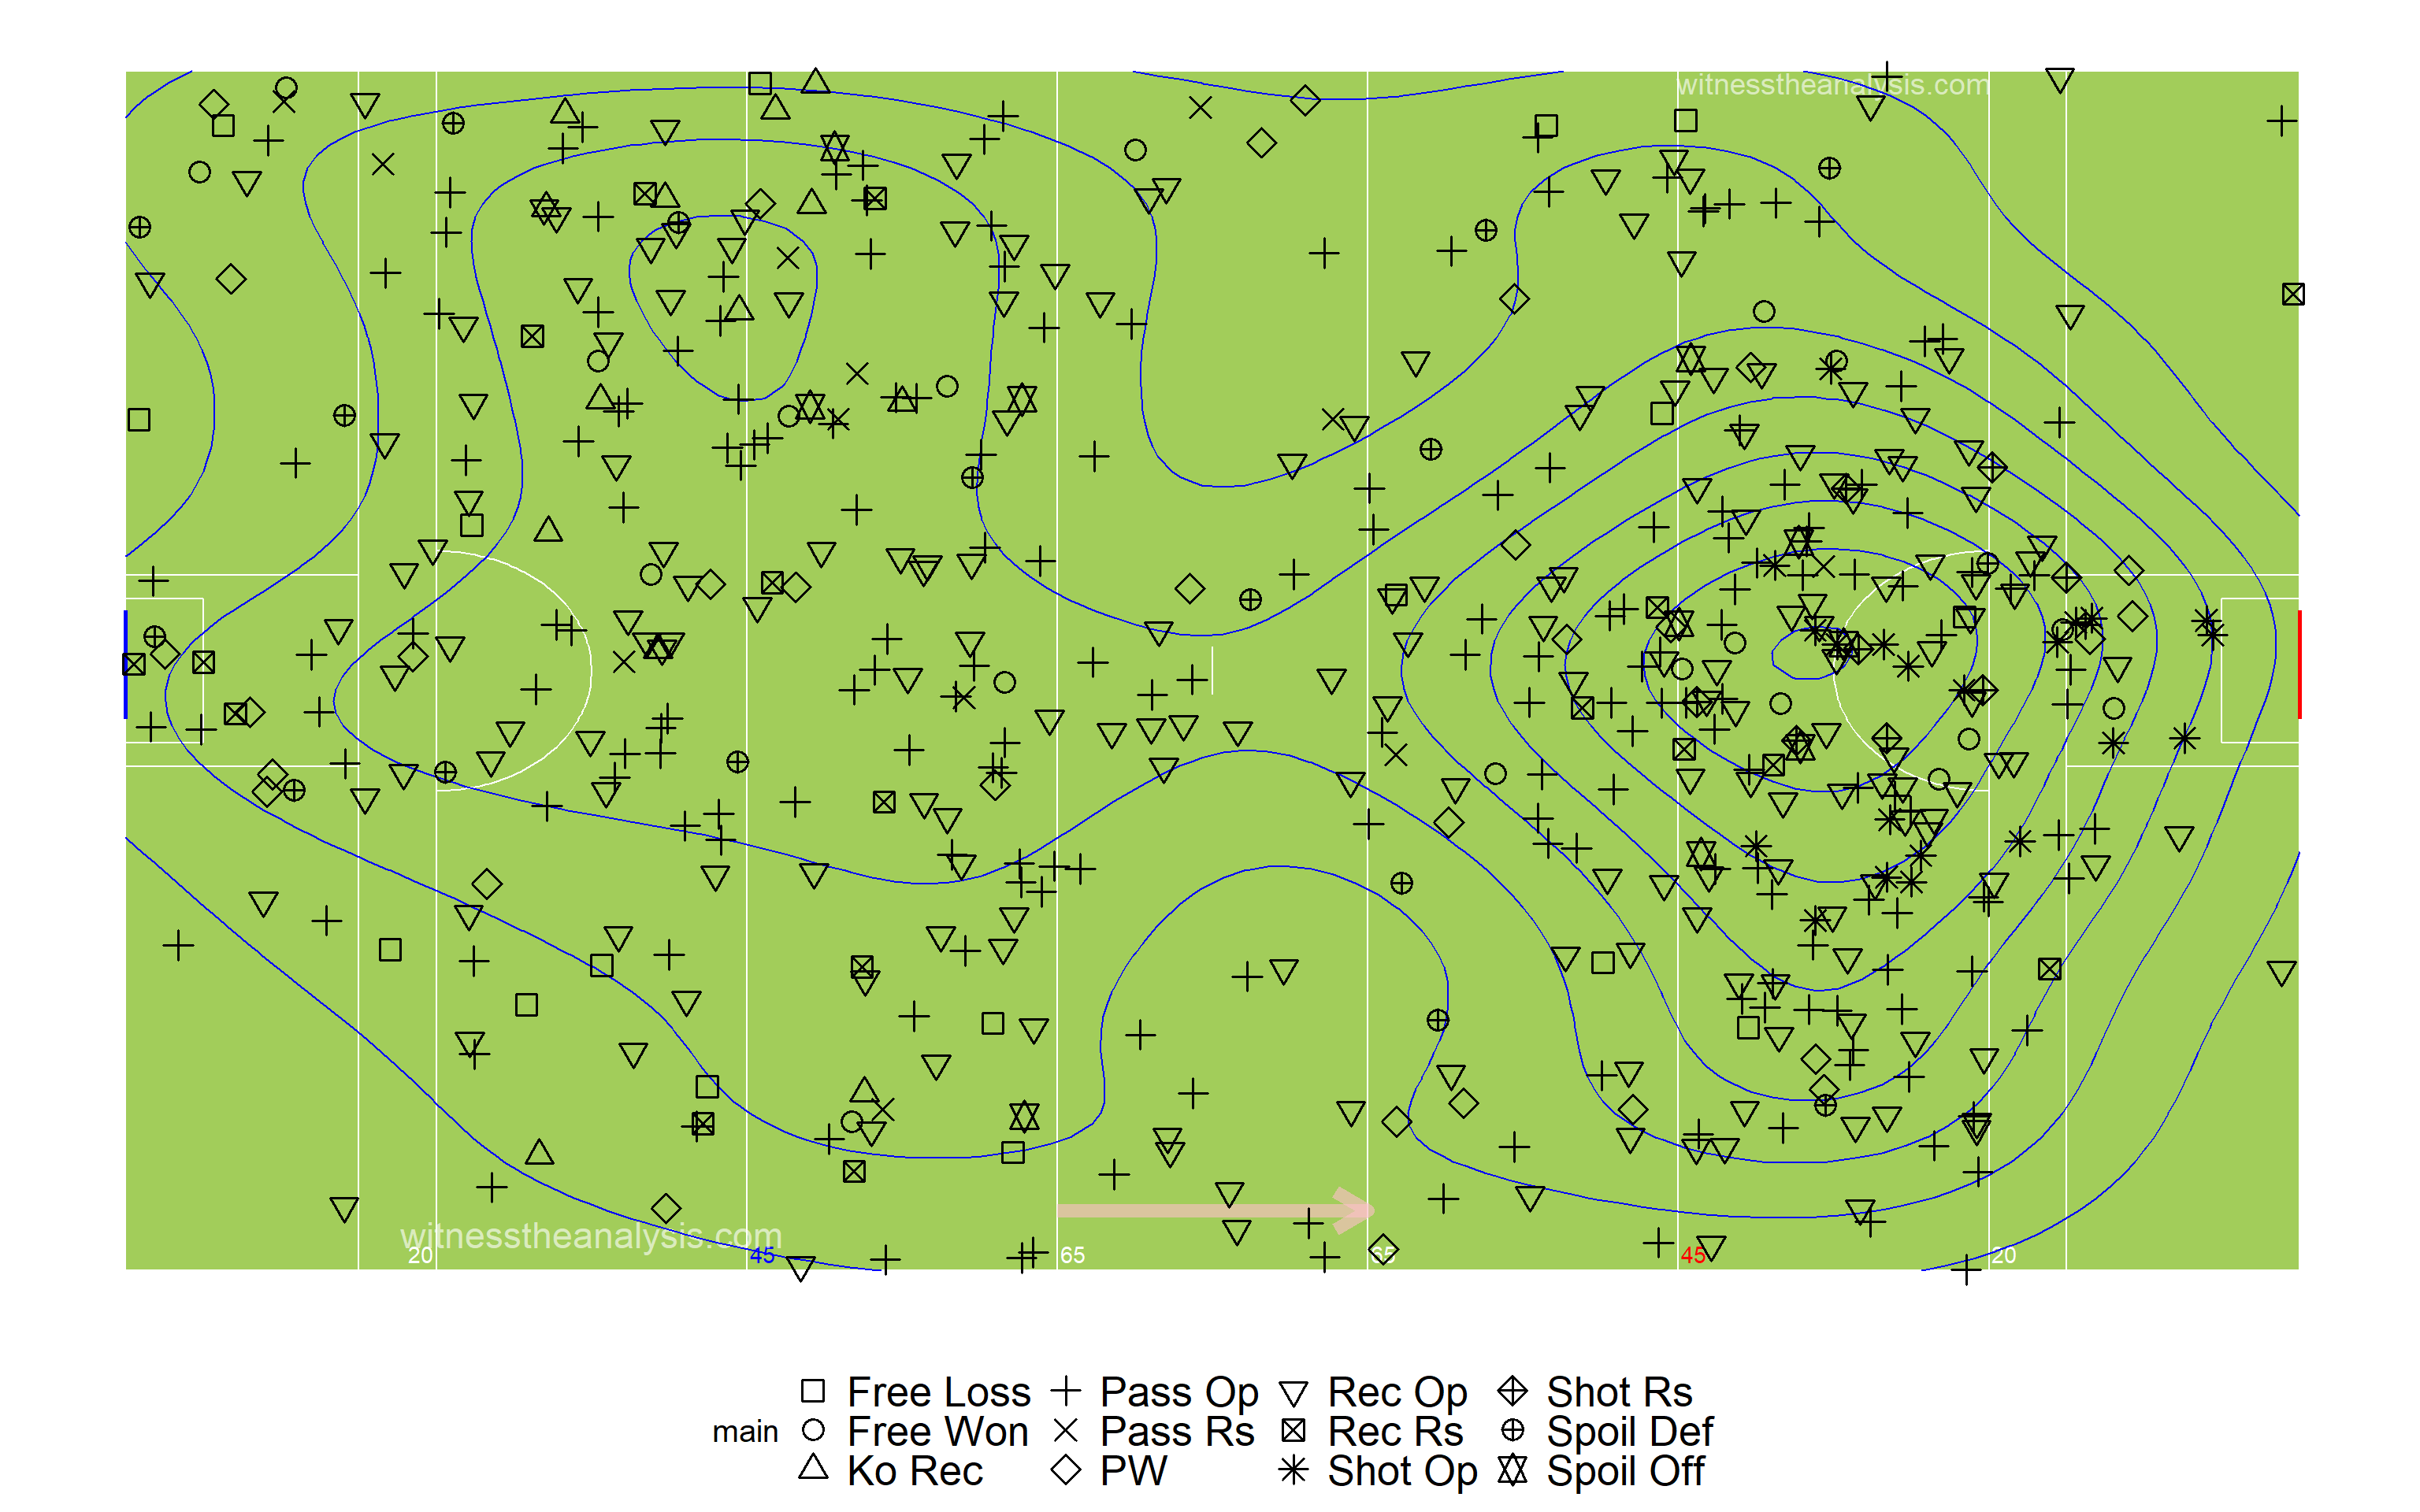 witnesstheanalysis.com
witnesstheanalysis.com
20 45 65 65 45 20
Free Loss Pass Op Rec Op Shot Rs
main Free Won Pass Rs Rec Rs Spoil Def
Ko Rec PW Shot Op Spoil Off